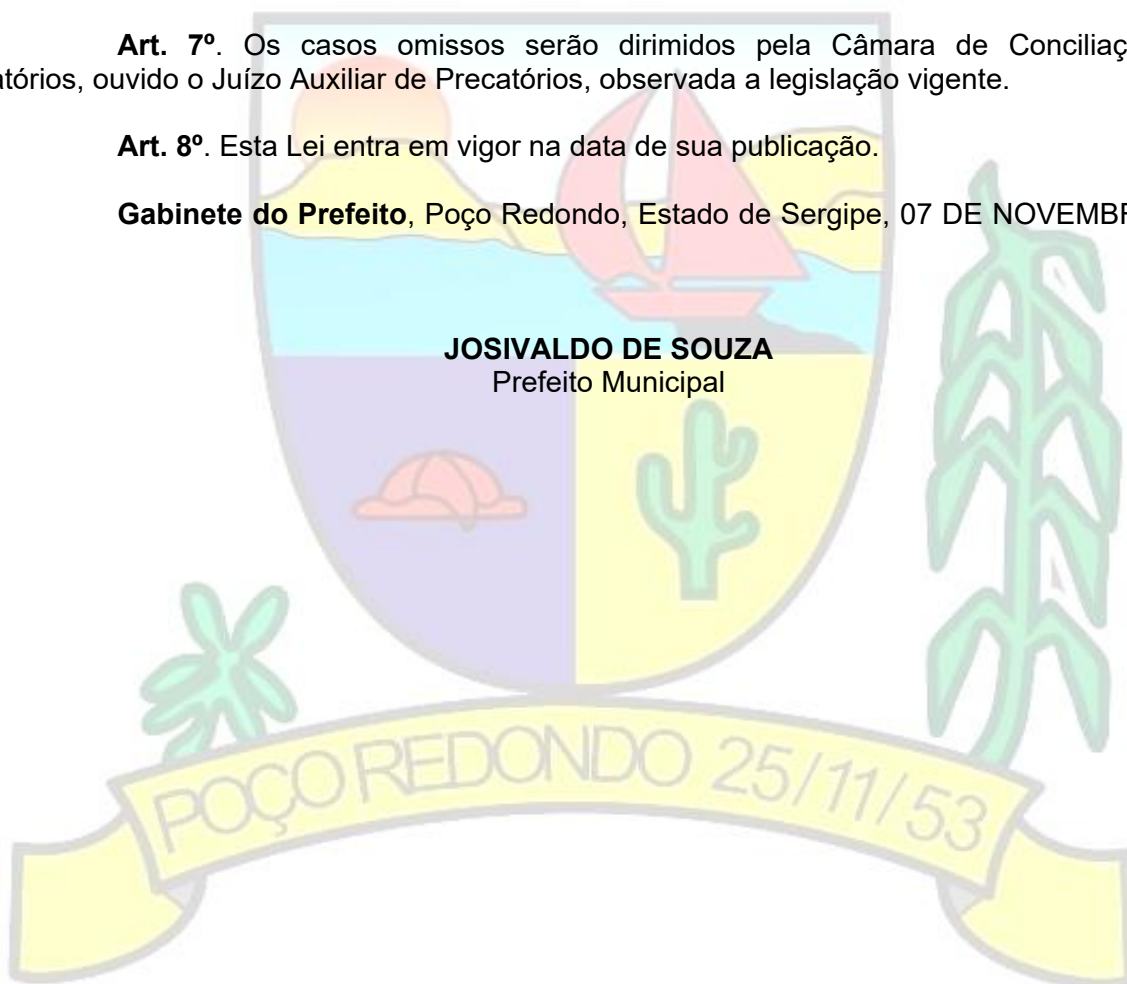 Art. 7º. Os casos omissos serão dirimidos pela Câmara de Conciliaç
atórios, ouvido o Juízo Auxiliar de Precatórios, observada a legislação vigente.
Art. 8º. Esta Lei entra em vigor na data de sua publicação.
Gabinete do Prefeito, Poço Redondo, Estado de Sergipe, 07 DE NOVEMB
JOSIVALDO DE SOUZA
Prefeito Municipal
POÇO REDONDO 25/11/53